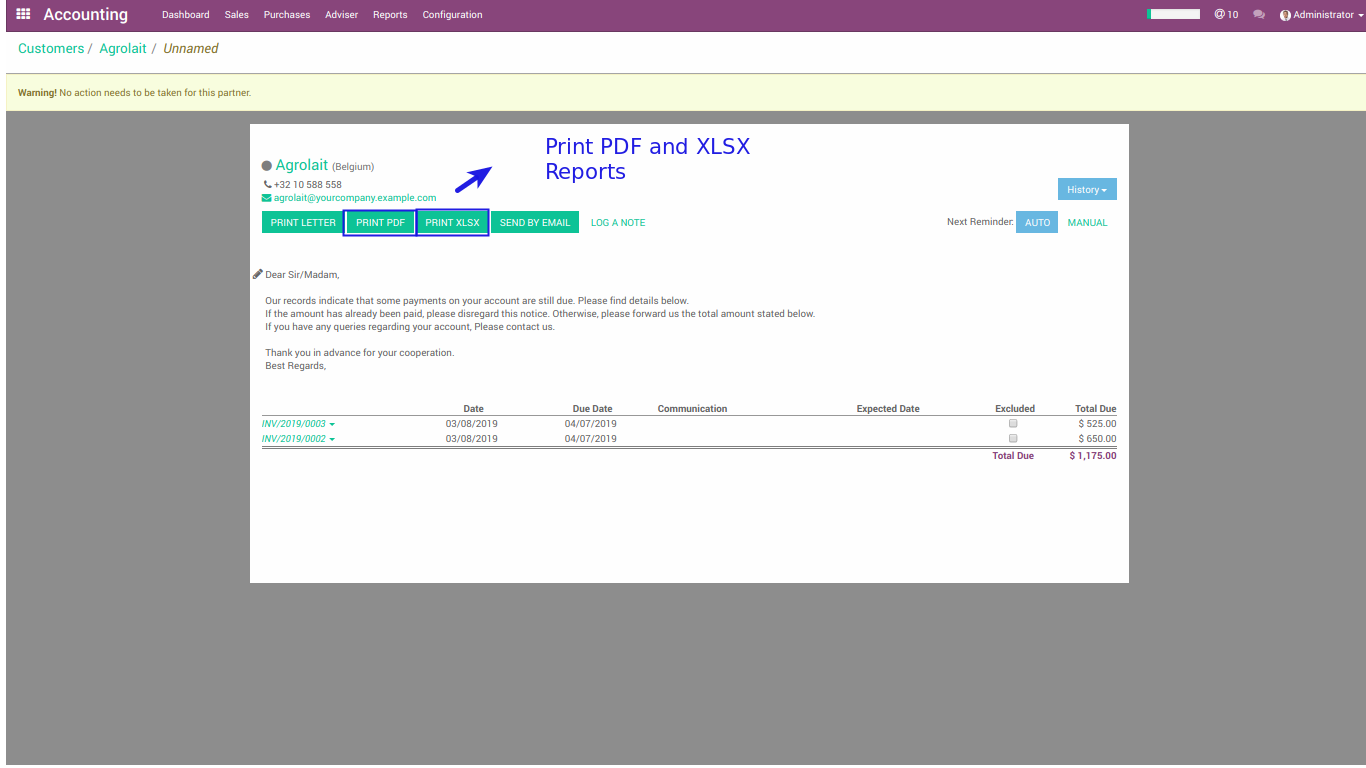 Accounting Dashboard Sales Purchases Adviser Reports Configuration @ 10 Administrator
Customers / Agrolait / Unnamed
Warning! No action needs to be taken for this partner.
Print PDF and XLSX
Reports
Agrolait (Belgium)
+32 10 588 558
History
agrolait@yourcompany.example.com
PRINT LETTER PRINT PDF PRINT XLSX SEND BY EMAIL LOG A NOTE Next Reminder: AUTO MANUAL
Dear Sir/Madam,
Our records indicate that some payments on your account are still due. Please find details below.
If the amount has already been paid, please disregard this notice. Otherwise, please forward us the total amount stated below.
If you have any queries regarding your account, Please contact us.
Thank you in advance for your cooperation.
Best Regards,
Date Due Date Communication Expected Date Excluded Total Due
INV/2019/0003 03/08/2019 04/07/2019 $ 525.00
INV/2019/0002 03/08/2019 04/07/2019 $ 650.00
Total Due $ 1,175.00